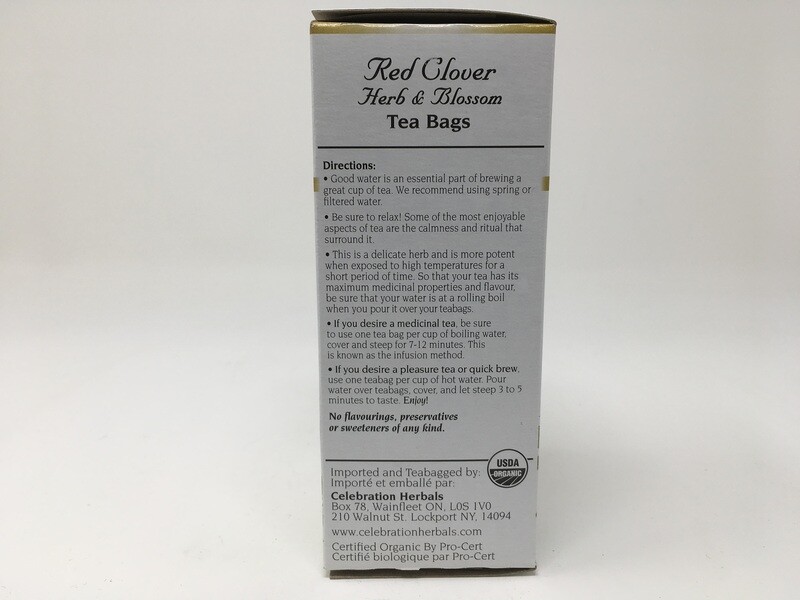 Red Clover
Herb & Blossom
Tea Bags
Directions:
• Good water is an essential part of brewing a
great cup of tea. We recommend using spring or
filtered water.
• Be sure to relax! Some of the most enjoyable
aspects of tea are the calmness and ritual that
surround it.
• This is a delicate herb and is more potent
when exposed to high temperatures for a
short period of time. So that your tea has its
maximum medicinal properties and flavour,
be sure that your water is at a rolling boil
when you pour it over your teabags.
• If you desire a medicinal tea, be sure
to use one tea bag per cup of boiling water,
cover and steep for 7-12 minutes. This
is known as the infusion method.
• If you desire a pleasure tea or quick brew,
use one teabag per cup of hot water. Pour
water over teabags, cover, and let steep 3 to 5
minutes to taste. Enjoy!
No flavourings, preservatives
or sweeteners of any kind.
USDA
ORGANIC
Imported and Teabagged by:
Importé et emballé par:
Celebration Herbals
Box 78, Wainfleet ON, L0S 1V0
210 Walnut St. Lockport NY, 14094
www.celebrationherbals.com
Certified Organic By Pro-Cert
Certifié biologique par Pro-Cert